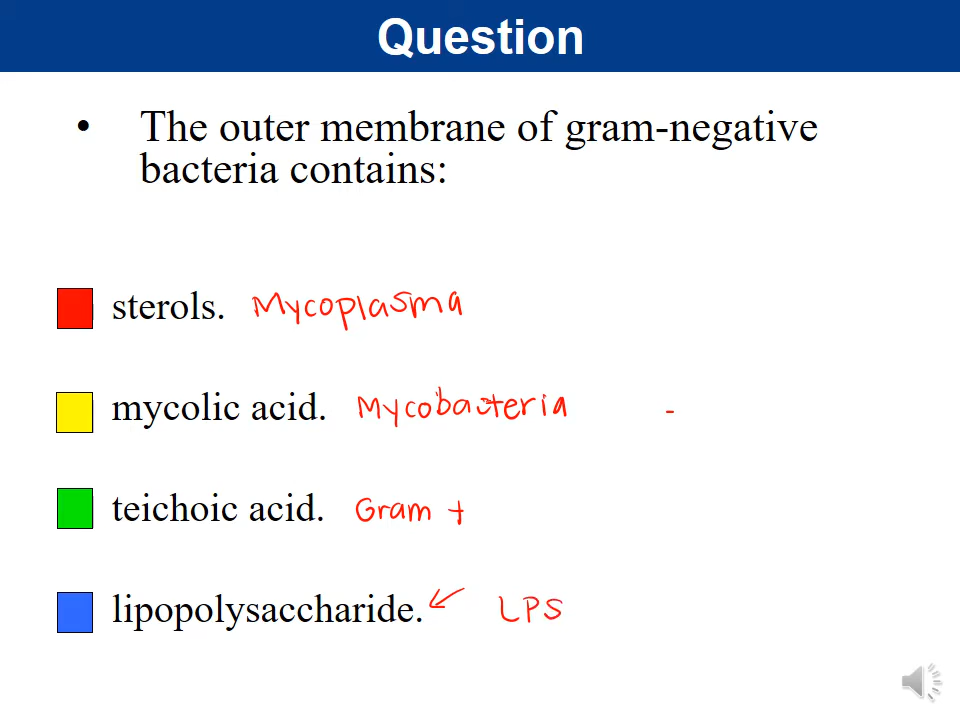 Question
• The outer membrane of gram-negative
bacteria contains:
sterols. Mycoplasma
mycolic acid. Mycobacteria -
teichoic acid. Gram +
lipopolysaccharide. LPS